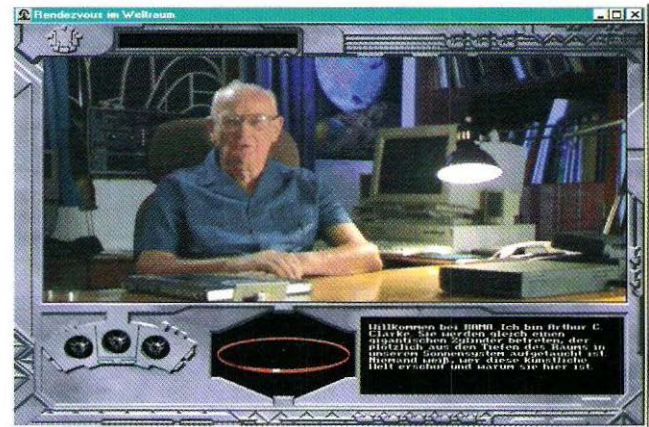 Rendezvous im Weltraum
Willkommen bei RAMA. Ich bin Arthur C.
Clarke. Sie werden gleich einen
gigantischen Zylinder betreten, der
plötzlich aus den Tiefen des Raums in
unserem Sonnensystem aufgetaucht ist.
Niemand weiß, wer diese künstliche
Welt erschuf und warum sie hier ist.